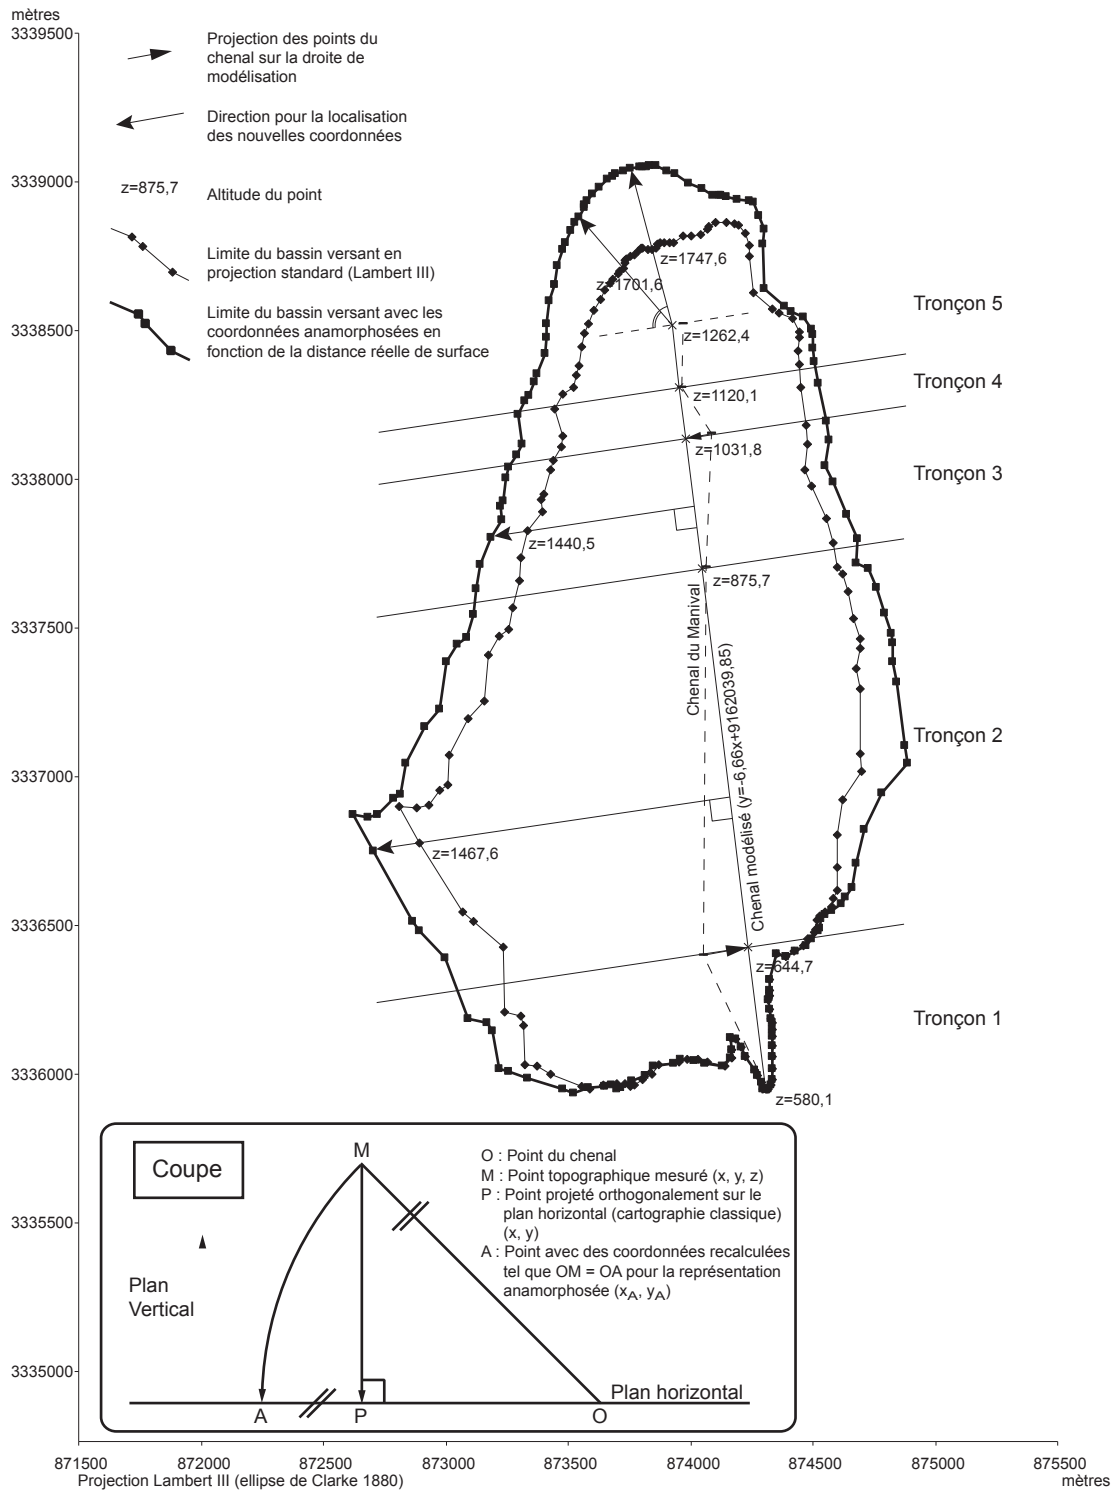 mètres
3339500
3339000
3338500
3338000
3337500
3337000
3336500
3336000
3335500
3335000
Projection des points du
chenal sur la droite de
modélisation
Direction pour la localisation
des nouvelles coordonnées
z=875,7
Altitude du point
Limite du bassin versant en
projection standard (Lambert III)
Limite du bassin versant avec les
coordonnées anamorphosées en
fonction de la distance réelle de surface
z=1747,6
z=1701,6
z=1262,4
z=1120,1
z=1031,8
z=1440,5
z=875,7
z=1467,6
z=644,7
z=580,1
Tronçon 5
Tronçon 4
Tronçon 3
Tronçon 2
Tronçon 1
Chenal du Manival
Chenal modélisé (y=-6,66x+9162039,85)
Coupe
M
O : Point du chenal
M : Point topographique mesuré (x, y, z)
P : Point projeté orthogonalement sur le
plan horizontal (cartographie classique)
(x, y)
A : Point avec des coordonnées recalculées
tel que OM = OA pour la représentation
anamorphosée (xA, yA)
Plan
Vertical
Plan horizontal
A
P
O
871500
872000
872500
873000
873500
874000
874500
875000
875500
Projection Lambert III (ellipse de Clarke 1880)
mètres